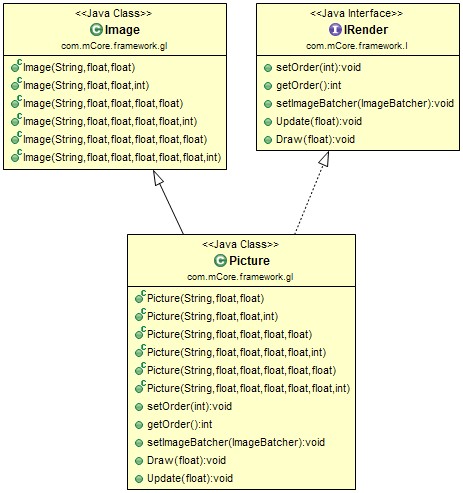 <<Java Class>>
Image
com.mCore.framework.gl
Image(String,float,float)
Image(String,float,float,int)
Image(String,float,float,float,float)
Image(String,float,float,float,float,int)
Image(String,float,float,float,float,float)
Image(String,float,float,float,float,float,int)
<<Java Interface>>
IRender
com.mCore.framework.I
setOrder(int):void
getOrder():int
setImageBatcher(ImageBatcher):void
Update(float):void
Draw(float):void
<<Java Class>>
Picture
com.mCore.framework.gl
Picture(String,float,float)
Picture(String,float,float,int)
Picture(String,float,float,float,float)
Picture(String,float,float,float,float,int)
Picture(String,float,float,float,float,float)
Picture(String,float,float,float,float,float,int)
setOrder(int):void
getOrder():int
setImageBatcher(ImageBatcher):void
Draw(float):void
Update(float):void